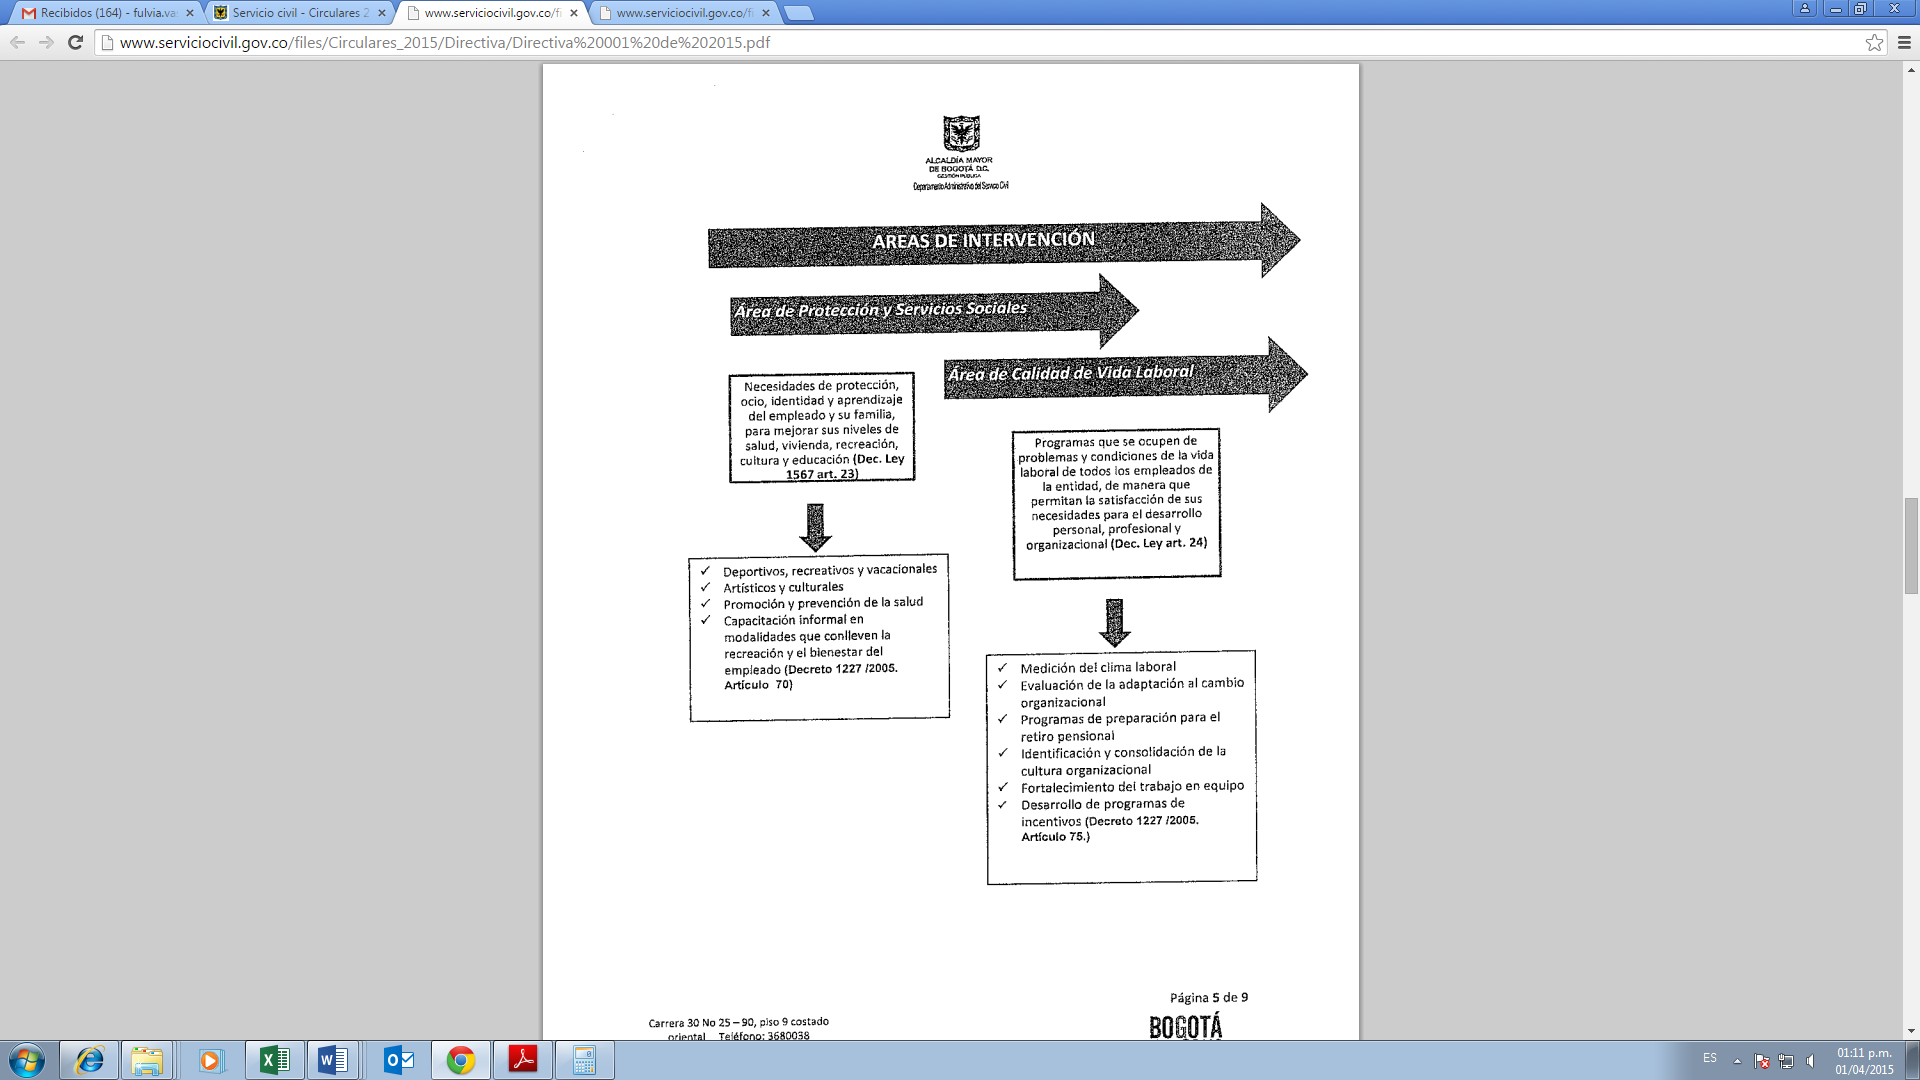 Recibidos (164) - fulvia.va
Servicio civil - Circulares 2
www.serviciocivil.gov.co/fi
www.serviciocivil.gov.co/fi
www.serviciocivil.gov.co/files/Circulares_2015/Directiva/Directiva%20001%20de%202015.pdf
ALCALDÍA MAYOR
DE BOGOTÁ D.C.
GESTIÓN PÚBLICA
Departamento Administrativo del Servicio Civil
AREAS DE INTERVENCIÓN
Área de Protección y Servicios Sociales
Área de Calidad de Vida Laboral
Necesidades de protección,
ocio, identidad y aprendizaje
del empleado y su familia,
para mejorar sus niveles de
salud, vivienda, recreación,
cultura y educación (Dec. Ley
1567 art. 23)
Programas que se ocupen de
problemas y condiciones de la vida
laboral de todos los empleados de
la entidad, de manera que
permitan la satisfacción de sus
necesidades para el desarrollo
personal, profesional y
organizacional (Dec. Ley art. 24)
✓ Deportivos, recreativos y vacacionales
✓ Artísticos y culturales
✓ Promoción y prevención de la salud
✓ Capacitación informal en
modalidades que conlleven la
recreación y el bienestar del
empleado (Decreto 1227 /2005.
Artículo 70)
✓ Medición del clima laboral
✓ Evaluación de la adaptación al cambio
organizacional
✓ Programas de preparación para el
retiro pensional
✓ Identificación y consolidación de la
cultura organizacional
✓ Fortalecimiento del trabajo en equipo
✓ Desarrollo de programas de
incentivos (Decreto 1227 /2005.
Artículo 75.)
Página 5 de 9
Carrera 30 No 25 – 90, piso 9 costado
oriental Teléfono: 3680038
BOGOTÁ
ES
01:11 p.m.
01/04/2015